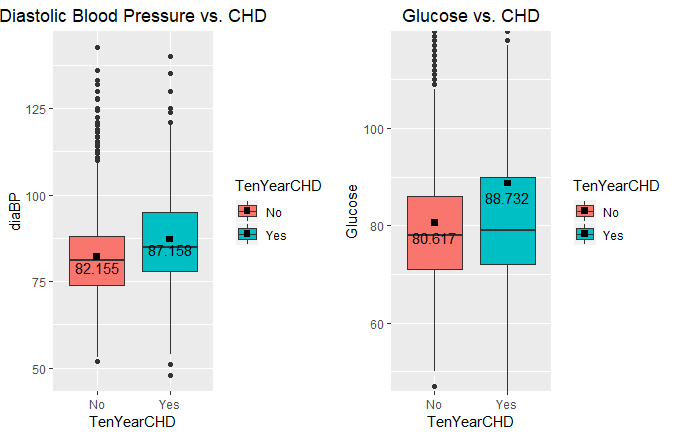 Diastolic Blood Pressure vs. CHD
diaBP
125
100
75
50
82.155
87.158
No
Yes
TenYearCHD
TenYearCHD
No
Yes
Glucose vs. CHD
Glucose
100
80
60
80.617
88.732
No
Yes
TenYearCHD
TenYearCHD
No
Yes